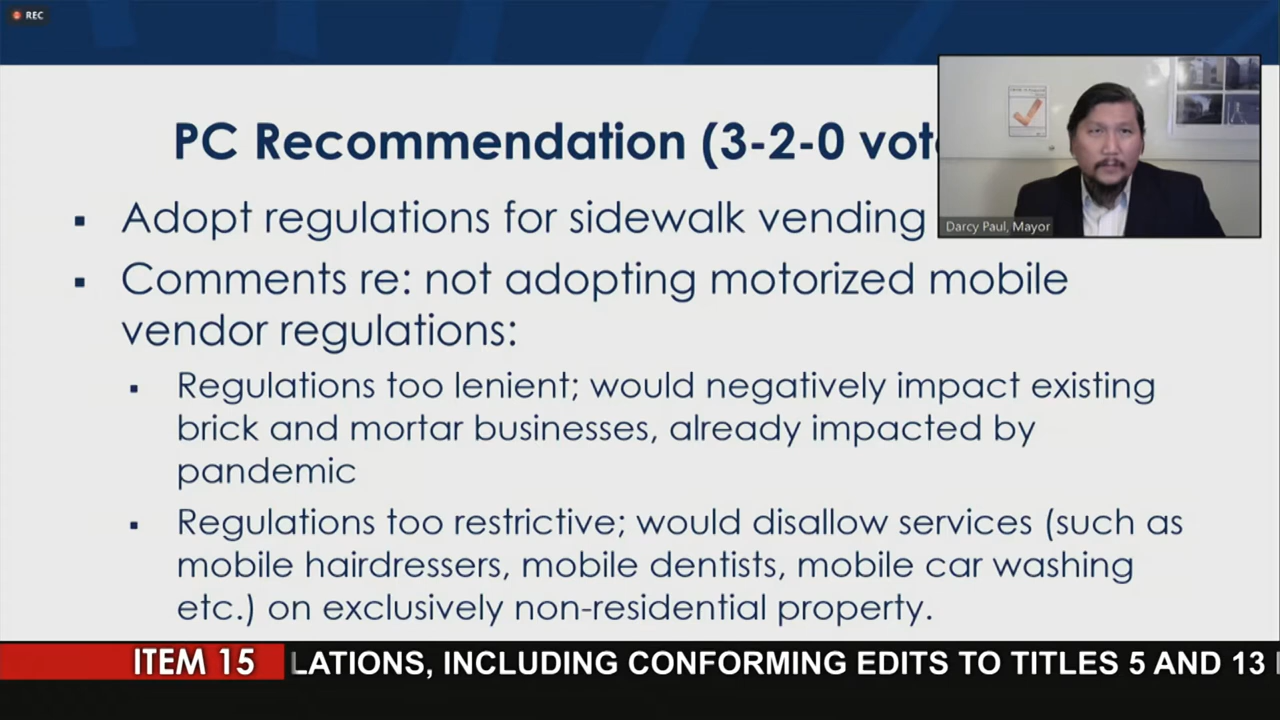 REC
PC Recommendation (3-2-0 vot
Darcy Paul, Mayor
▪ Adopt regulations for sidewalk vending
▪ Comments re: not adopting motorized mobile
vendor regulations:
▪ Regulations too lenient; would negatively impact existing
brick and mortar businesses, already impacted by
pandemic
▪ Regulations too restrictive; would disallow services (such as
mobile hairdressers, mobile dentists, mobile car washing
etc.) on exclusively non-residential property.
ITEM 15 LATIONS, INCLUDING CONFORMING EDITS TO TITLES 5 AND 13